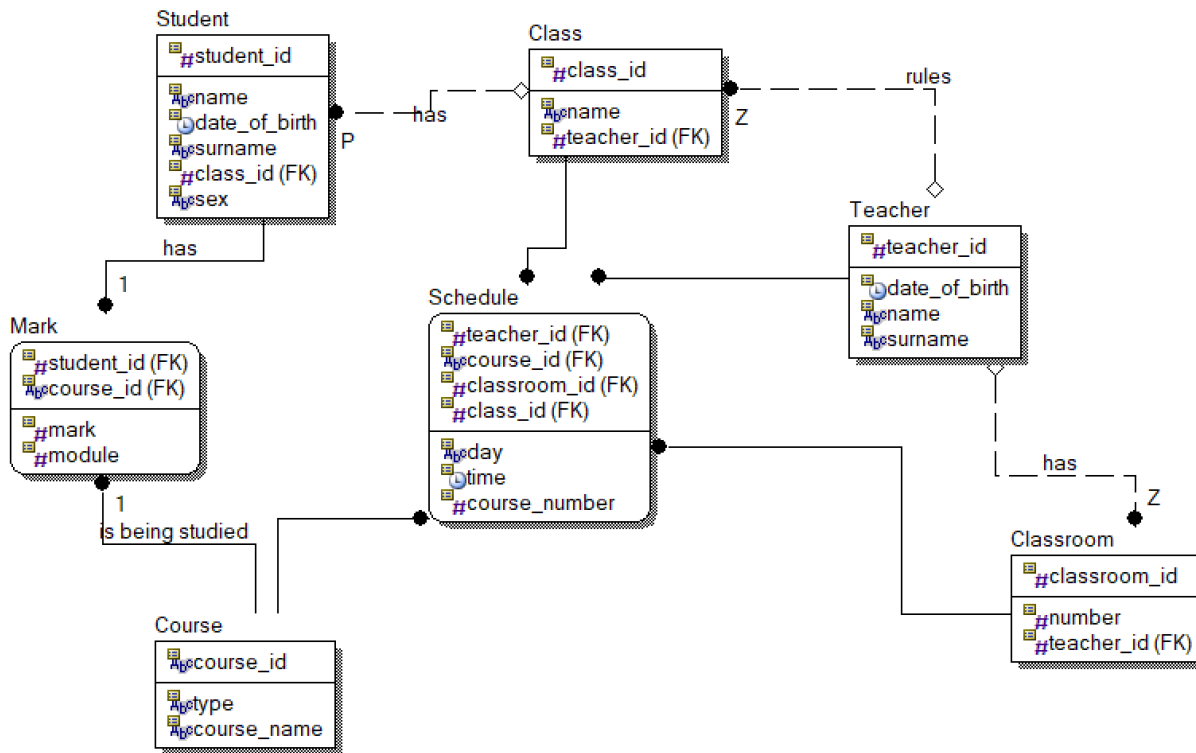 Student
#student_id
name
date_of_birth
surname
#class_id (FK)
sex
has
P
Class
#class_id
name
#teacher_id (FK)
Z
rules
Teacher
#teacher_id
date_of_birth
name
surname
has
1
Mark
#student_id (FK)
course_id (FK)
#mark
#module
1
is being studied
Schedule
#teacher_id (FK)
course_id (FK)
#classroom_id (FK)
#class_id (FK)
day
time
#course_number
has
Z
Classroom
#classroom_id
#number
#teacher_id (FK)
Course
course_id
type
course_name